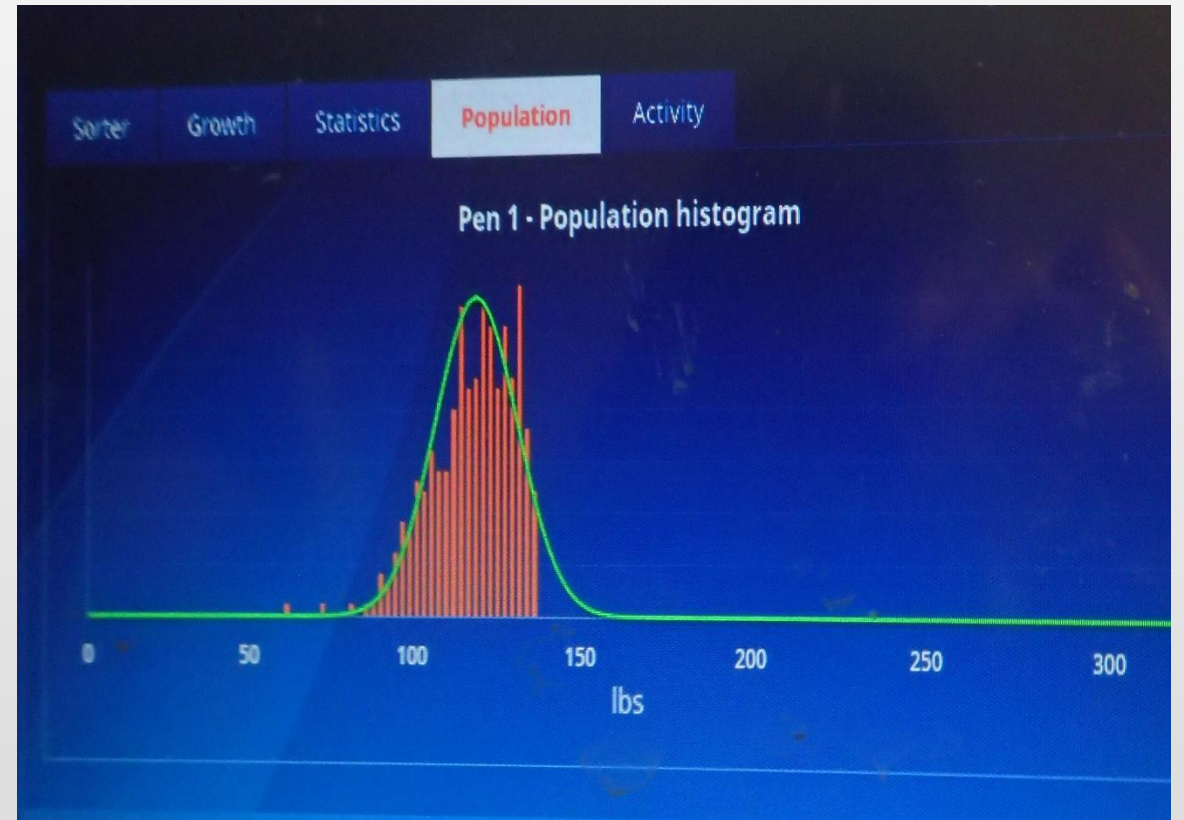 Sorter Growth Statistics Population Activity
Pen 1 - Population histogram
0 50 100 150 200 250 300
lbs